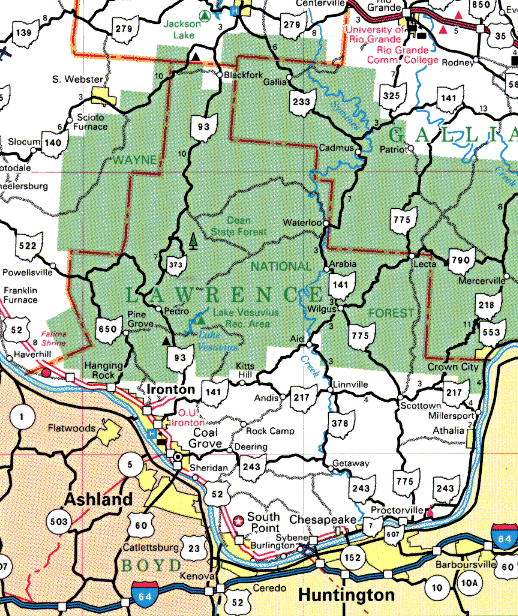 Centerville
Rio
Grande
850
139
279
Jackson
Lake
279
University of
Rio Grande
Rio Grande
Comm College
35
5
Rodney
S. Webster
10
Blackfork
Gallia
6
325
141
13
Scioto
Furnace
233
Symmes
93
Slocum
140
WAYNE
10
Cadmus
Patriot
GALLIA
Creek
Dean
State Forest
Waterloo
7
775
8
522
373
NATIONAL
Arabia
Lecta
790
Powellsville
Mercerville
Franklin
Furnace
LAWRENCE
141
218
52
650
Pine
Grove
Pedro
Lake Vesuvius
Rec. Area
Wilgus
FOREST
553
Haverhill
Lake
Vesuvius
Aid
775
93
Hanging
Rock
Kitts
Hill
Creek
Crown City
Ironton
141
Linnville
Andis
217
217
Scottown
Millersport
1
O.U.
Ironton
Flatwoods
Coal
Grove
Rock Camp
378
Athalia
2
Deering
5
Sheridan
243
Getaway
243
775
243
Ashland
52
503
60
South
Point
Chesapeake
Proctorville
7
607
Catlettsburg
23
Sybene
Burlington
64
BOYD
152
Barboursville
Kenova
Ceredo
10
10A
60
64
52
Huntington